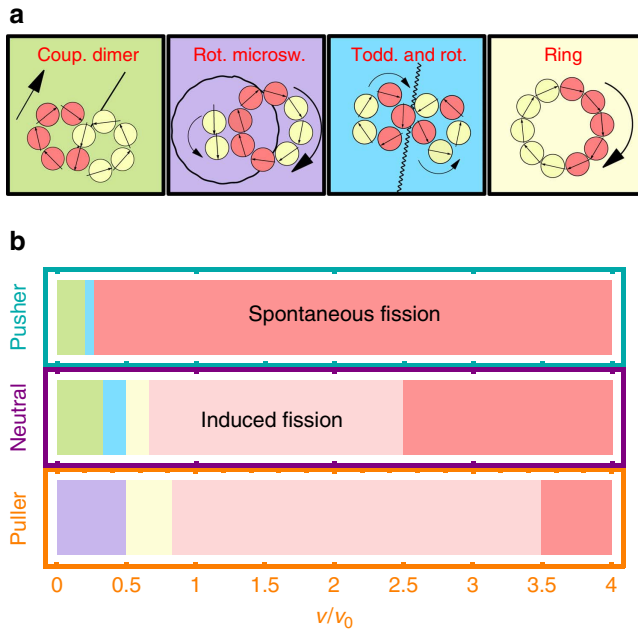 a
Coup. dimer
Rot. microsw.
Todd. and rot.
Ring
b
Pusher
Spontaneous fission
Neutral
Induced fission
Puller
0 0.5 1 1.5 2 2.5 3 3.5 4
v/v0